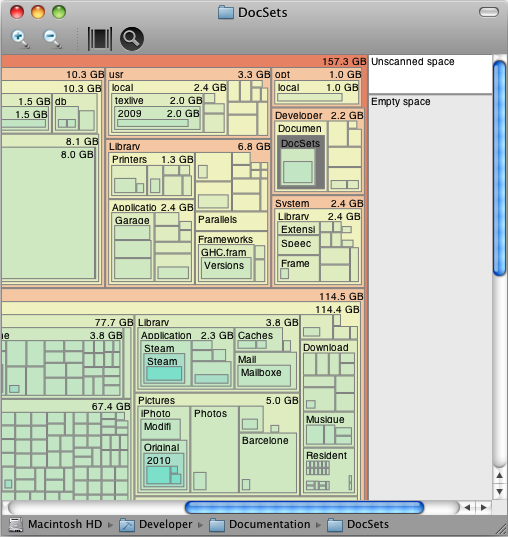 DocSets
157.3 GB
Unscanned space
Empty space
10.3 GB
10.3 GB
1.5 GB
db
1.5 GB
8.1 GB
8.0 GB
usr 3.3 GB
local 2.4 GB
texlive 2.0 GB
2009 2.0 GB
opt 1.0 GB
local 1.0 GB
Developer 2.2 GB
Documen
DocSets
Library 6.8 GB
Printers 1.3 GB
Applicatio 2.4 GB
Garage
Parallels
Frameworks
GHC.fram
Versions
System 2.4 GB
Library 2.4 GB
Extensi
Speec
Frame
114.5 GB
114.4 GB
77.7 GB
3.8 GB
67.4 GB
Library 3.8 GB
Application 2.3 GB
Steam
Steam
Caches
Mail
Mailboxe
Download
Musique
Resident
Pictures 5.0 GB
iPhoto
Modifi
Original
2010
Photos
Barcelone
Macintosh HD Developer Documentation DocSets